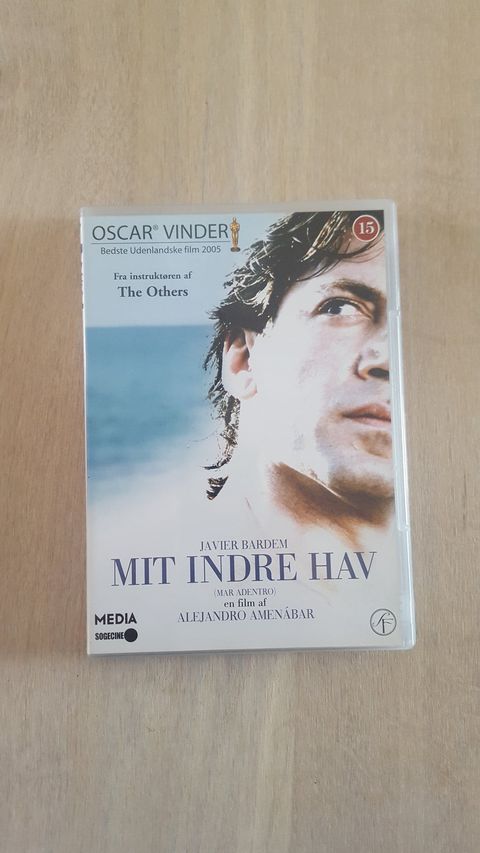 OSCAR® VINDER
Bedste Udenlandske film 2005
15
Fra instruktøren af
The Others
JAVIER BARDEM
MIT INDRE HAV
(MAR ADENTRO)
en film af
ALEJANDRO AMENÁBAR
MEDIA
SOGECINE
SF